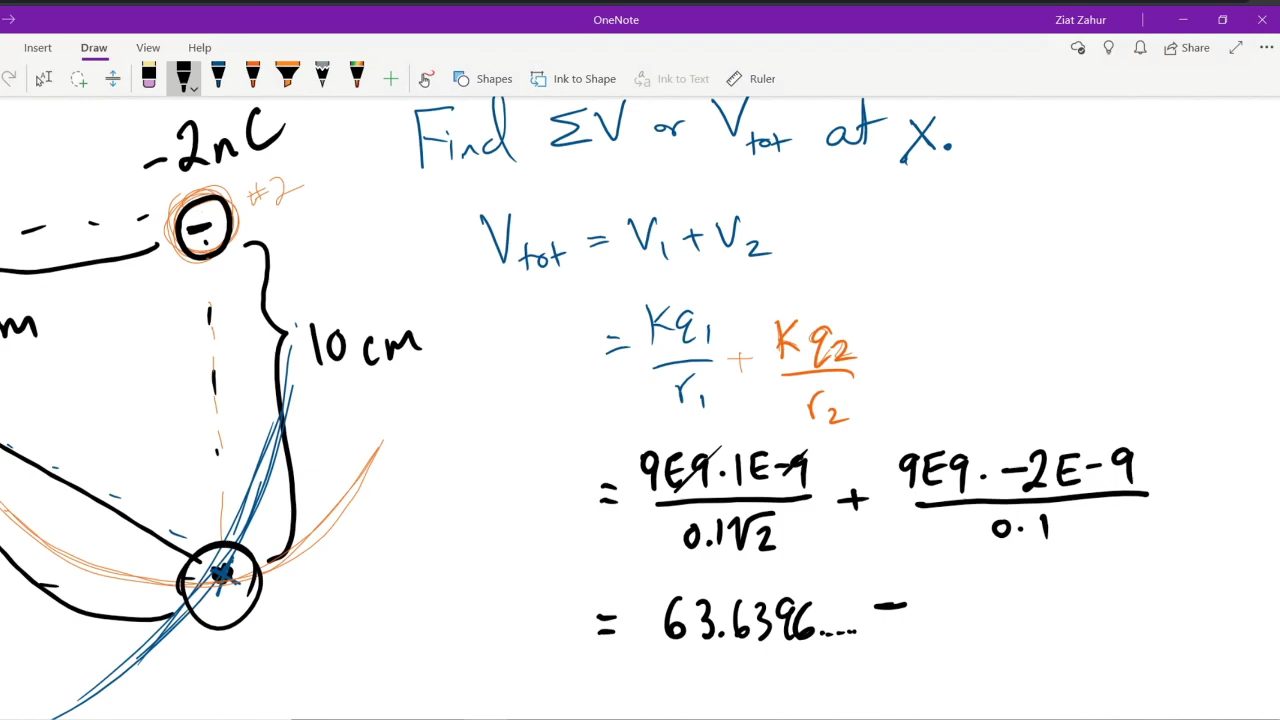 OneNote
Ziat Zahur
Insert Draw View Help
Share
Shapes
Ink to Shape
Ink to Text
Ruler
-2nC
Find ΣV or Vtot at x.
#2
Vtot = V1 + V2
m
10 cm
= Kq1/r1 + Kq2/r2
= 9E9·1E-9/0.1√2 + 9E9·-2E-9/0.1
= 63.6396..... -